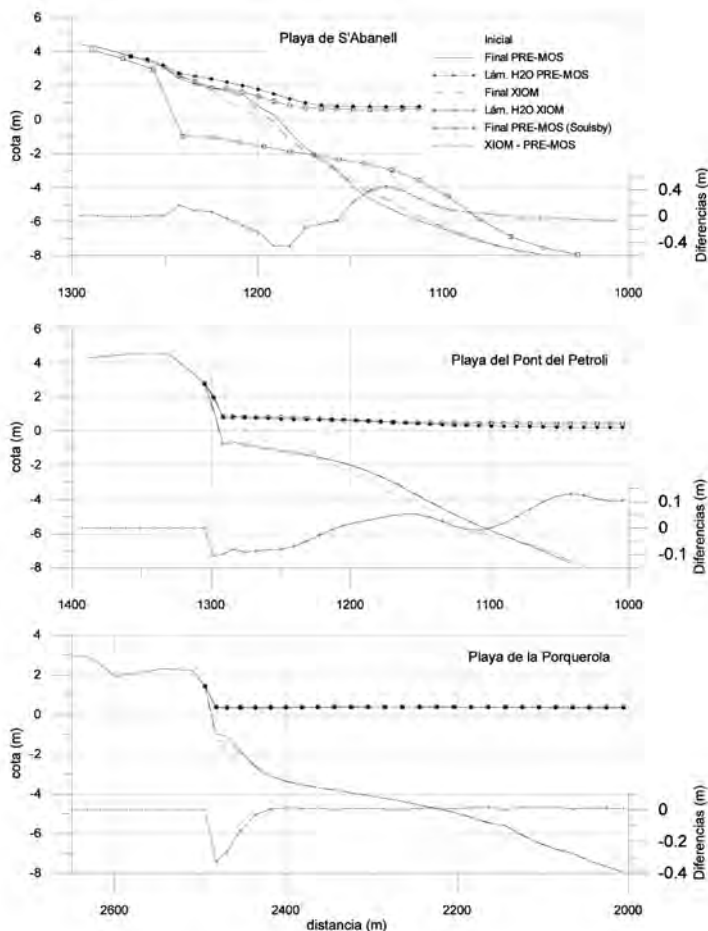 Playa de S'Abanell
Inicial
Final PRE-MOS
Lám. H2O PRE-MOS
Final XIOM
Lám. H2O XIOM
Final PRE-MOS (Soulsby)
XIOM - PRE-MOS
cota (m)
6
4
2
0
-2
-4
-6
-8
0.4
0
-0.4
Diferencias (m)
1300
1200
1100
1000
Playa del Pont del Petroli
cota (m)
6
4
2
0
-2
-4
-6
-8
0.1
0
-0.1
Diferencias (m)
1400
1300
1200
1100
1000
Playa de la Porquerola
cota (m)
4
2
0
-2
-4
-6
-8
0
-0.2
-0.4
Diferencias (m)
2600
2400
2200
2000
distancia (m)